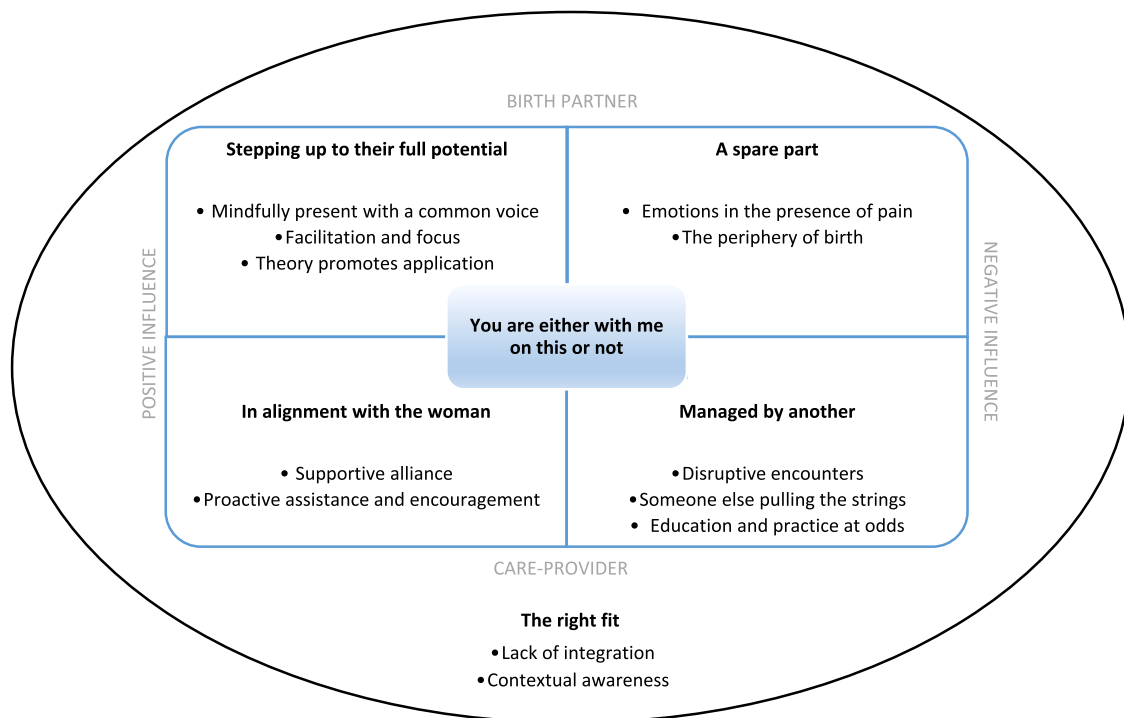 BIRTH PARTNER
POSITIVE INFLUENCE
Stepping up to their full potential
• Mindfully present with a common voice
•Facilitation and focus
• Theory promotes application
A spare part
• Emotions in the presence of pain
•The periphery of birth
NEGATIVE INFLUENCE
You are either with me
on this or not
In alignment with the woman
• Supportive alliance
•Proactive assistance and encouragement
Managed by another
•Disruptive encounters
•Someone else pulling the strings
• Education and practice at odds
CARE-PROVIDER
The right fit
•Lack of integration
•Contextual awareness